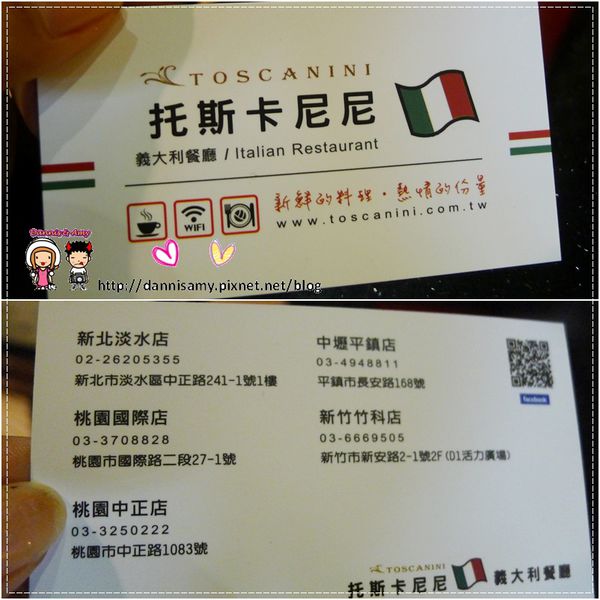 TOSCANINI
托斯卡尼尼
義大利餐廳 / Italian Restaurant
WiFi
新鮮的料理・熱情的份量
www.toscanini.com.tw
Dannis & Amy
http://dannisamy.pixnet.net/blog
新北淡水店
02-26205355
新北市淡水區中正路241-1號1樓
桃園國際店
03-3708828
桃園市國際路二段27-1號
桃園中正店
03-3250222
桃園市中正路1083號
中壢平鎮店
03-4948811
平鎮市長安路168號
新竹竹科店
03-6669505
新竹市新安路2-1號2F(D1活力廣場)
facebook
TOSCANINI
托斯卡尼尼 義大利餐廳